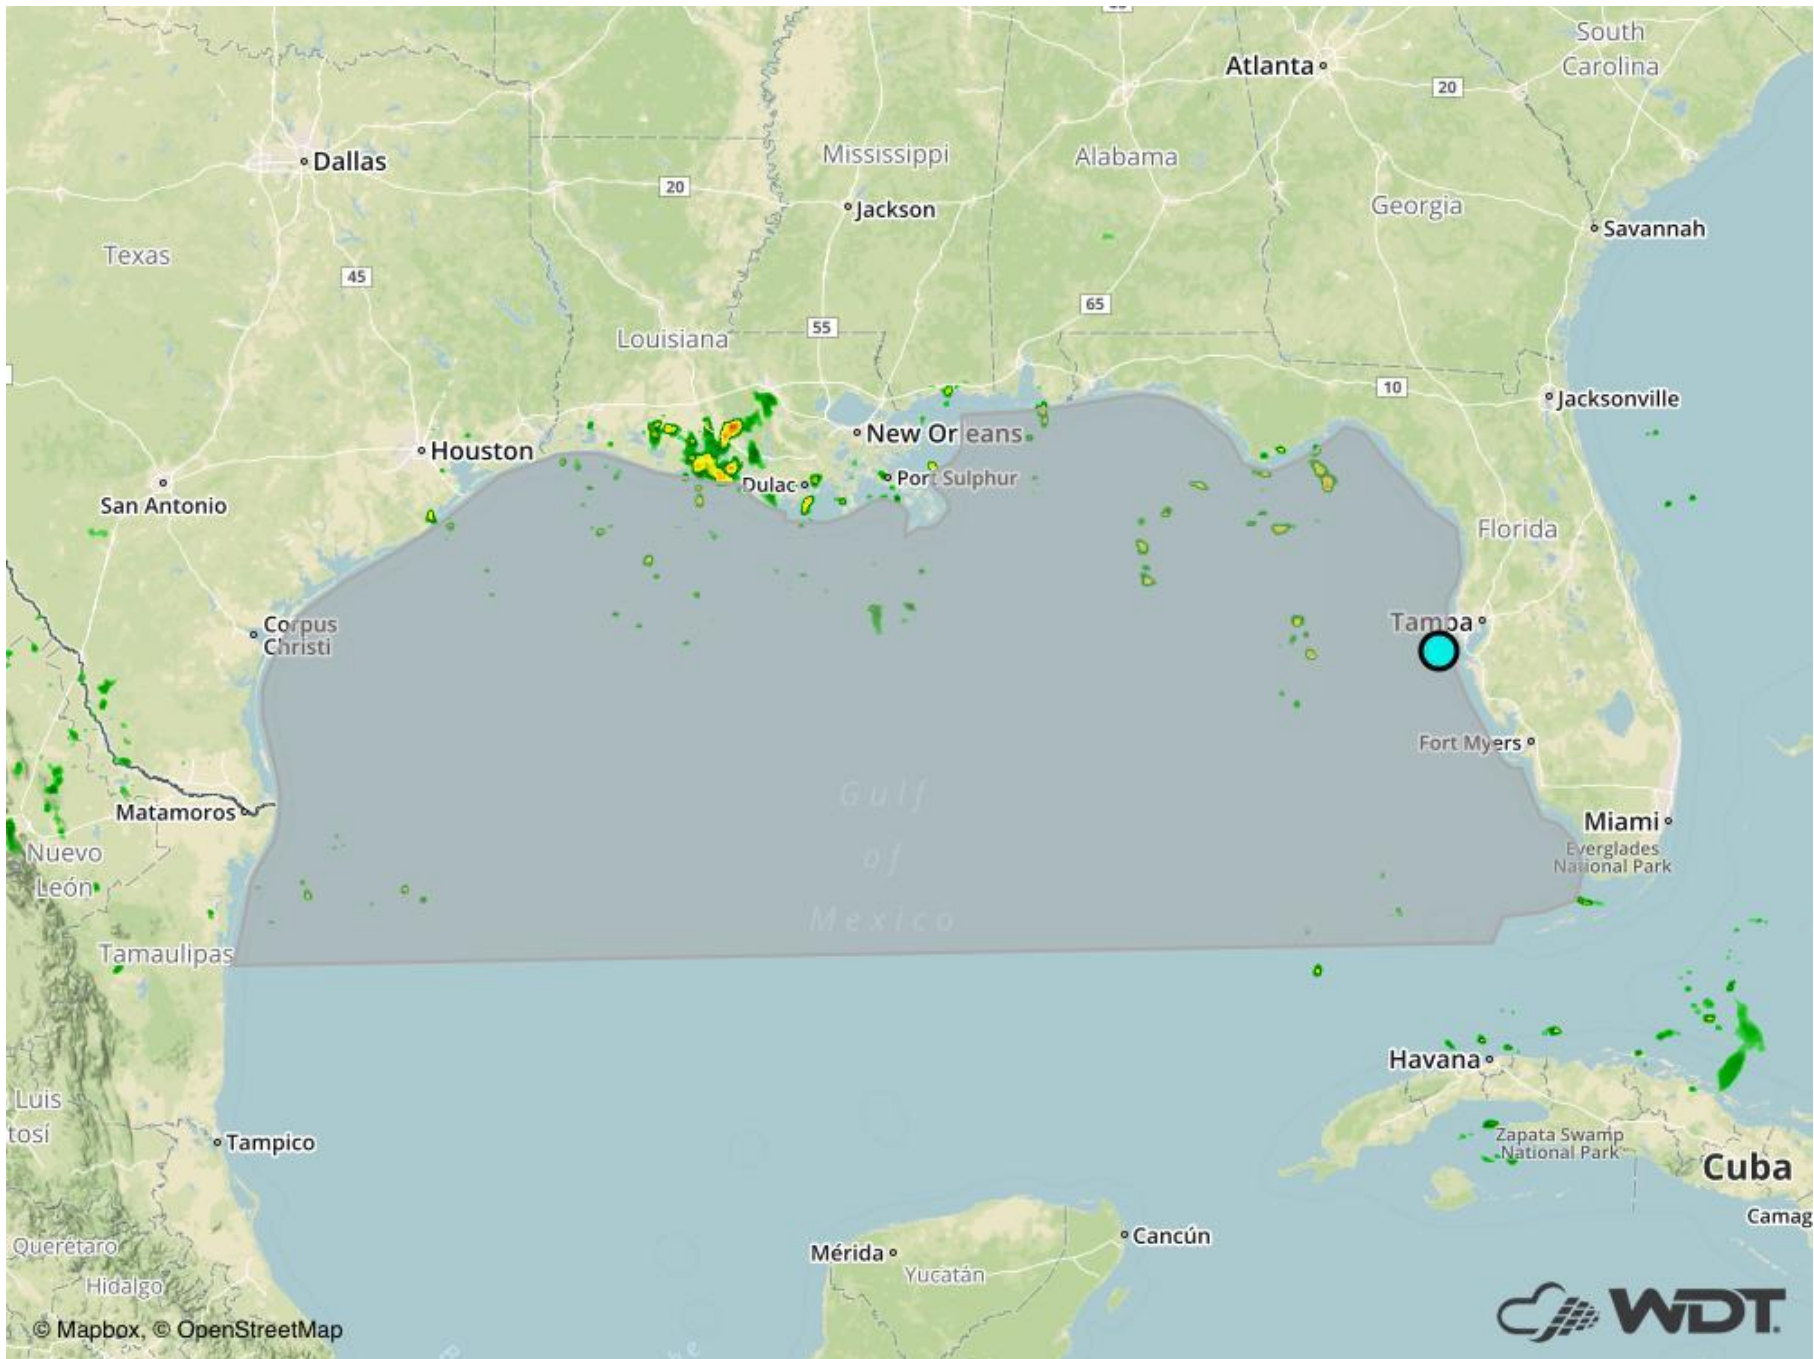 South
Carolina
Atlanta
20
Dallas
Mississippi
Alabama
20
Jackson
Georgia
Savannah
Texas
45
65
55
Louisiana
10
Jacksonville
New Orleans
Houston
Dulac
Port Sulphur
San Antonio
Florida
Corpus
Christi
Tampa
Fort Myers
Gulf
of
Mexico
Matamoros
Miami
Everglades
National Park
Nuevo
León
Tamaulipas
Havana
Luis
tosí
Tampico
Zapata Swamp
National Park
Cuba
Camag
Cancún
Mérida
Yucatán
Querétaro
Hidalgo
WDT
© Mapbox, © OpenStreetMap